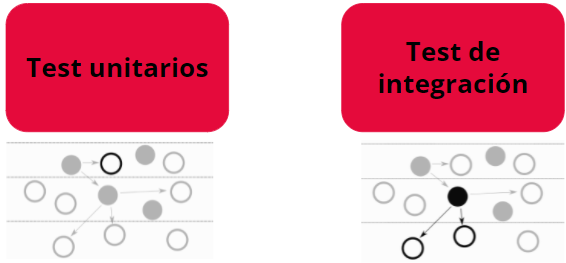 Test unitarios
Test de
integración